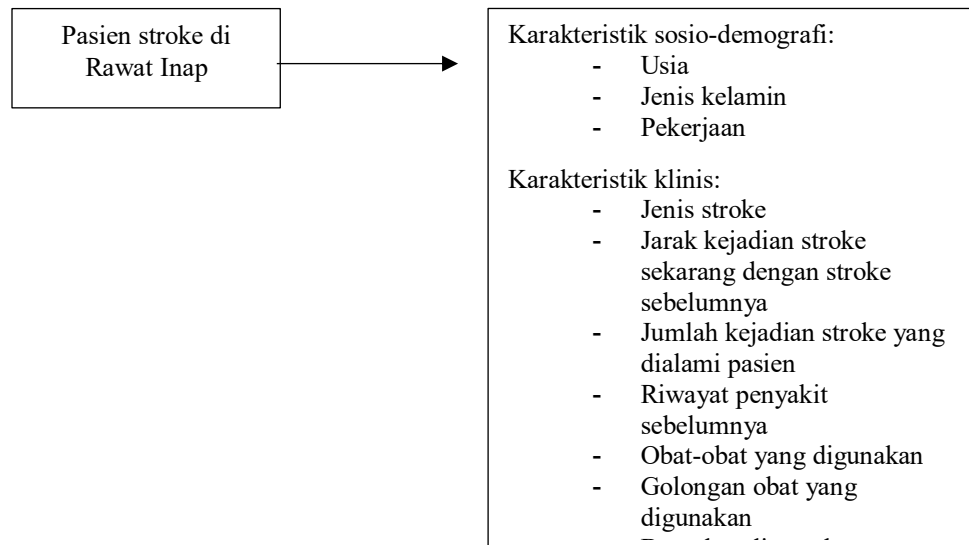 Pasien stroke di
Rawat Inap
Karakteristik sosio-demografi:
- Usia
- Jenis kelamin
- Pekerjaan
Karakteristik klinis:
- Jenis stroke
- Jarak kejadian stroke
sekarang dengan stroke
sebelumnya
- Jumlah kejadian stroke yang
dialami pasien
- Riwayat penyakit
sebelumnya
- Obat-obat yang digunakan
- Golongan obat yang
digunakan